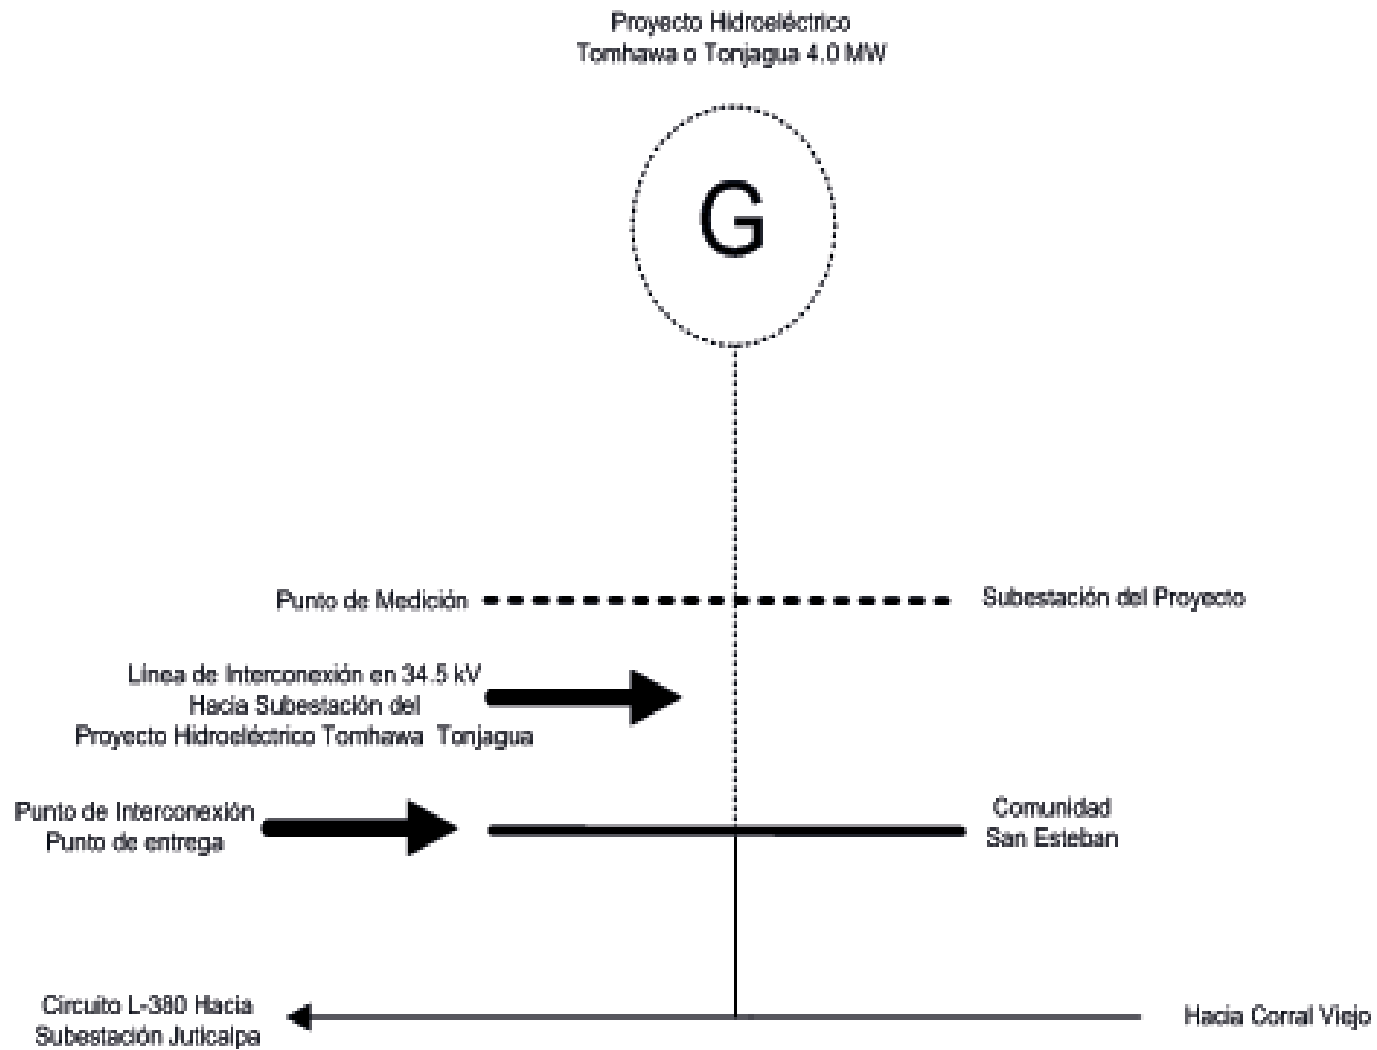 Proyecto Hidroeléctrico
Tomhawa o Tonjagua 4.0 MW
G
Punto de Medición
Subestación del Proyecto
Línea de Interconexión en 34.5 kV
Hacia Subestación del
Proyecto Hidroeléctrico Tomhawa Tonjagua
Punto de Interconexión
Punto de entrega
Comunidad
San Esteban
Circuito L-380 Hacia
Subestación Juticalpa
Hacia Corral Viejo